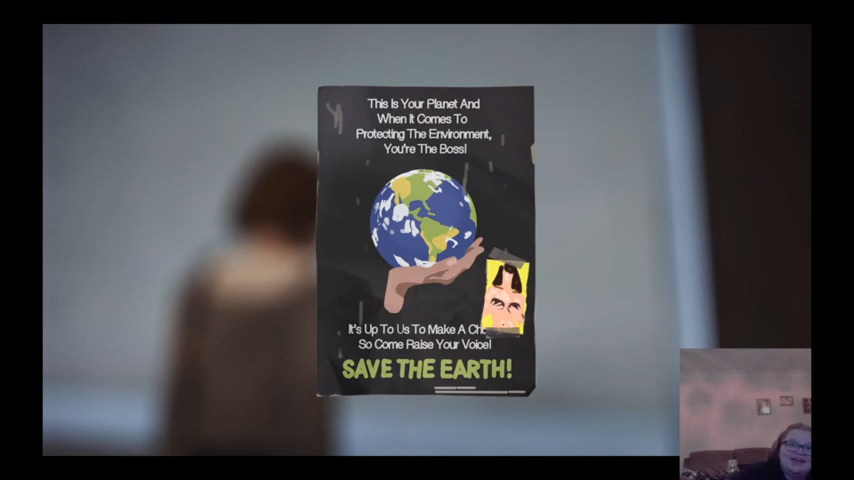 This Is Your Planet And
When It Comes To
Protecting The Environment,
You're The Boss!
It's Up To Us To Make A Ch
So Come Raise Your Voice!
SAVE THE EARTH!